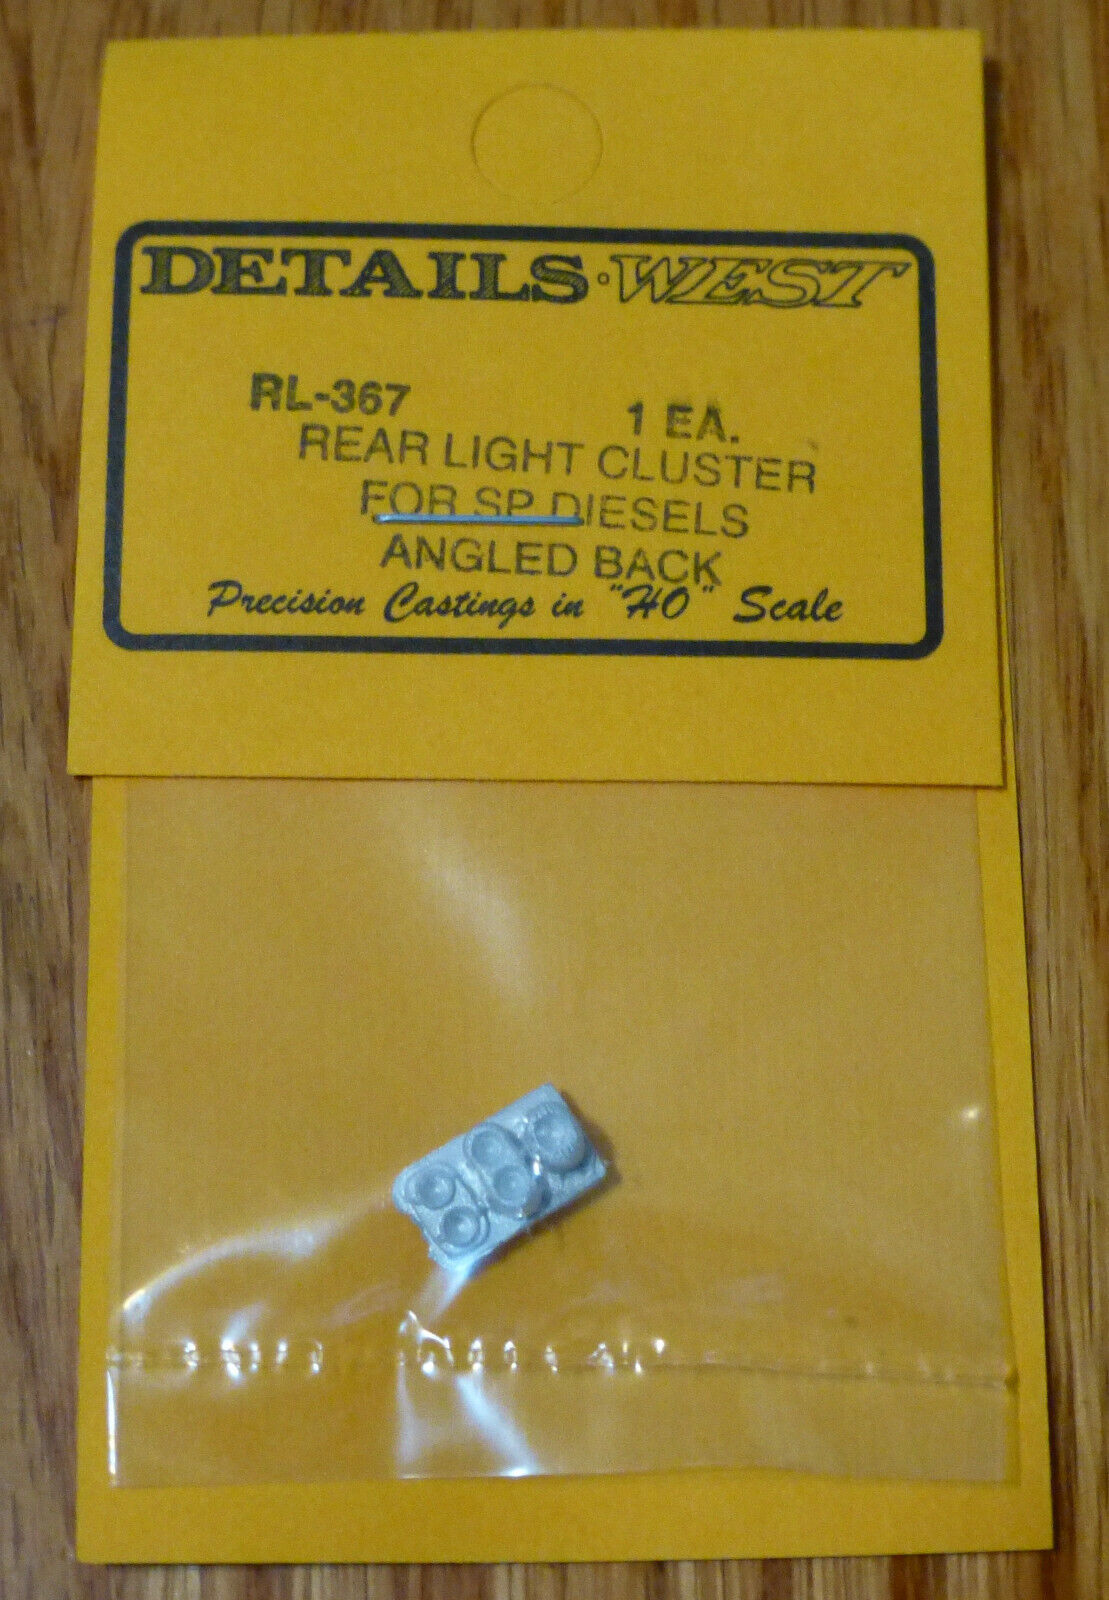 DETAILS·WEST
RL-367 1 EA.
REAR LIGHT CLUSTER
FOR SP DIESELS
ANGLED BACK
Precision Castings in "HO" Scale